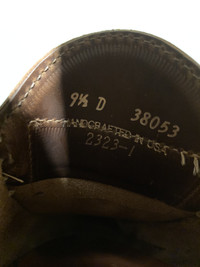 9½ D 38053
HANDCRAFTED IN USA
2323-1